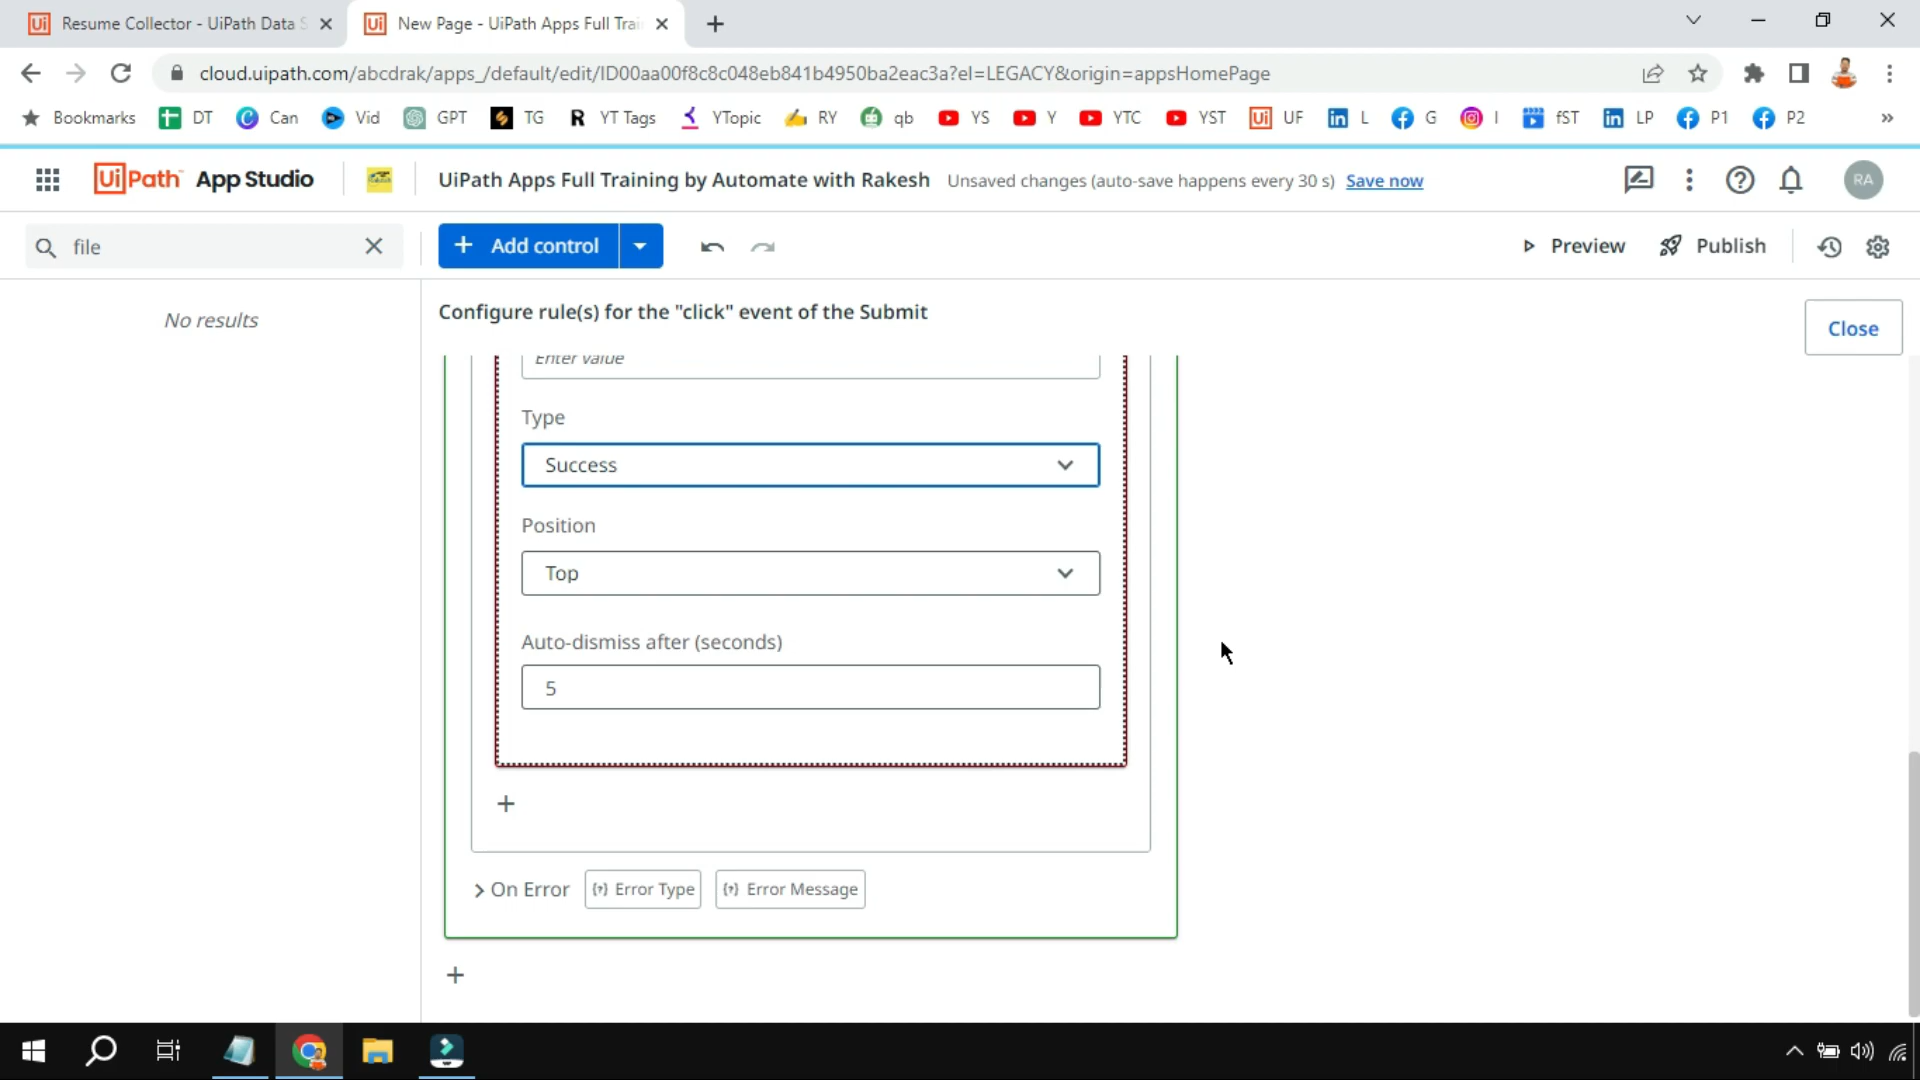 Resume Collector - UiPath Data S
New Page - UiPath Apps Full Trai
cloud.uipath.com/abcdrak/apps_/default/edit/ID00aa00f8c8c048eb841b4950ba2eac3a?el=LEGACY&origin=appsHomePage
Bookmarks DT Can Vid GPT TG YT Tags YTopic RY qb YS Y YTC YST UF L G I fST LP P1 P2
UiPath App Studio UiPath Apps Full Training by Automate with Rakesh Unsaved changes (auto-save happens every 30 s) Save now RA
file Add control Preview Publish
No results
Configure rule(s) for the "click" event of the Submit
Close
Enter value
Type
Success
Position
Top
Auto-dismiss after (seconds)
5
On Error Error Type Error Message